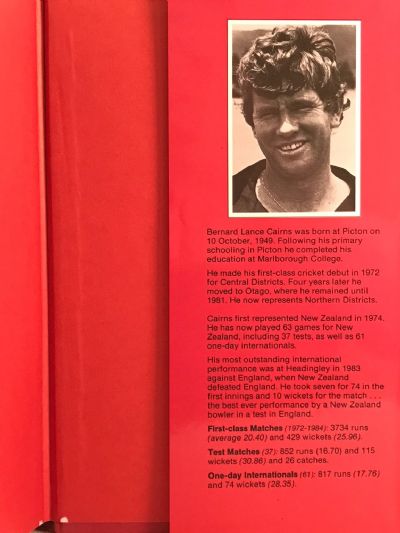 Bernard Lance Cairns was born at Picton on
10 October, 1949. Following his primary
schooling in Picton he completed his
education at Marlborough College.
He made his first-class cricket debut in 1972
for Central Districts. Four years later he
moved to Otago, where he remained until
1981. He now represents Northern Districts.
Cairns first represented New Zealand in 1974.
He has now played 63 games for New
Zealand, including 37 tests, as well as 61
one-day internationals.
His most outstanding international
performance was at Headingley in 1983
against England, when New Zealand
defeated England. He took seven for 74 in the
first innings and 10 wickets for the match . . .
the best ever performance by a New Zealand
bowler in a test in England.
First-class Matches (1972-1984): 3734 runs
(average 20.40) and 429 wickets (25.96).
Test Matches (37): 852 runs (16.70) and 115
wickets (30.86) and 26 catches.
One-day Internationals (61): 817 runs (17.76)
and 74 wickets (28.35).